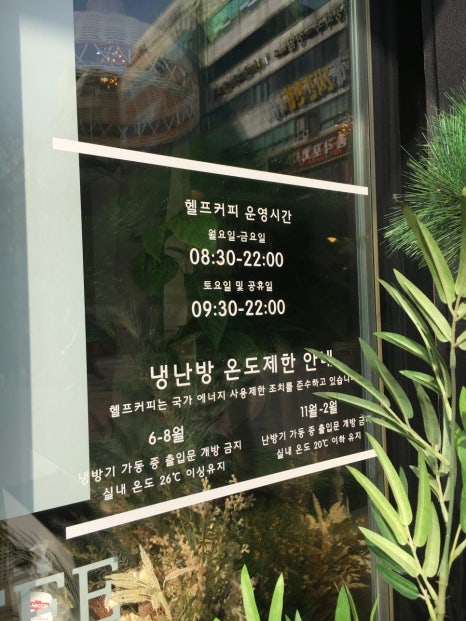 헬프커피 운영시간
월요일-금요일
08:30-22:00
토요일 및 공휴일
09:30-22:00
냉난방 온도제한 안내
헬프커피는 국가 에너지 사용제한 조치를 준수하고 있습니
6-8월
냉방기 가동 중 출입문 개방 금지
실내 온도 26℃ 이상유지
11월-2월
난방기 가동 중 출입문 개방 금지
실내 온도 20℃ 이하 유지
FEE